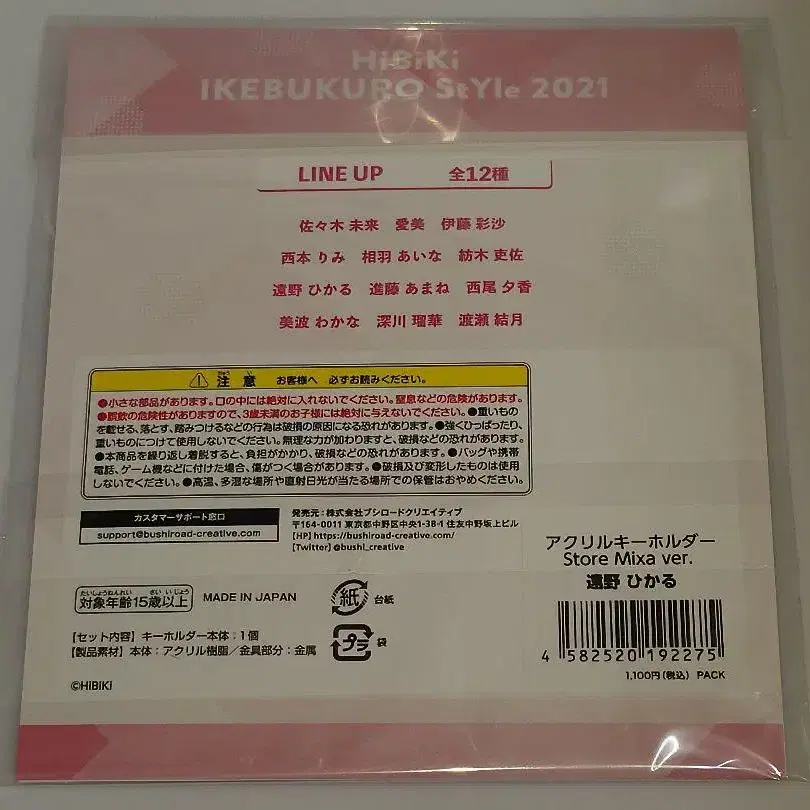 HiBiKi
IKEBUKURO StYle 2021
LINE UP 全12種
佐々木 未来 愛美 伊藤 彩沙
西本 りみ 相羽 あいな 紡木 吏佐
遠野 ひかる 進藤 あまね 西尾 夕香
美波 わかな 深川 瑠華 渡瀬 結月
⚠注意 お客様へ 必ずお読みください。
●小さな部品があります。口の中には絶対に入れないでください。窒息などの危険があります。
●誤飲の危険性がありますので、3歳未満のお子様には絶対に与えないでください。●重いもの
を載せる、落とす、踏みつけるなどの行為は破損の原因になる恐れがあります。●強くひっぱったり、
重いものにつけて使用しないでください。無理な力が加わりますと、破損などの恐れがあります。
●本商品を繰り返し着脱すると、負担がかかり、破損などの恐れがあります。●バッグや携帯
電話、ゲーム機などに付けた場合、傷がつく場合があります。●破損及び変形したものは使用
しないでください。●高温、多湿な場所や直射日光が当たる場所での保管はおやめください。
カスタマーサポート窓口
support@bushiroad-creative.com
発売元:株式会社ブシロードクリエイティブ
〒164-0011 東京都中野区中央1-38-1 住友中野坂上ビル
【HP】https://bushiroad-creative.com/
【Twitter】@bushi_creative
アクリルキーホルダー
Store Mixa ver.
遠野 ひかる
たいしょうねんれい さい いじょう
対象年齢15歳以上
MADE IN JAPAN
紙 台紙
プラ 袋
【セット内容】キーホルダー本体:1個
【製品素材】本体:アクリル樹脂/金具部分:金属
4 582520 192275
1,100円(税込) PACK
©HiBiKi